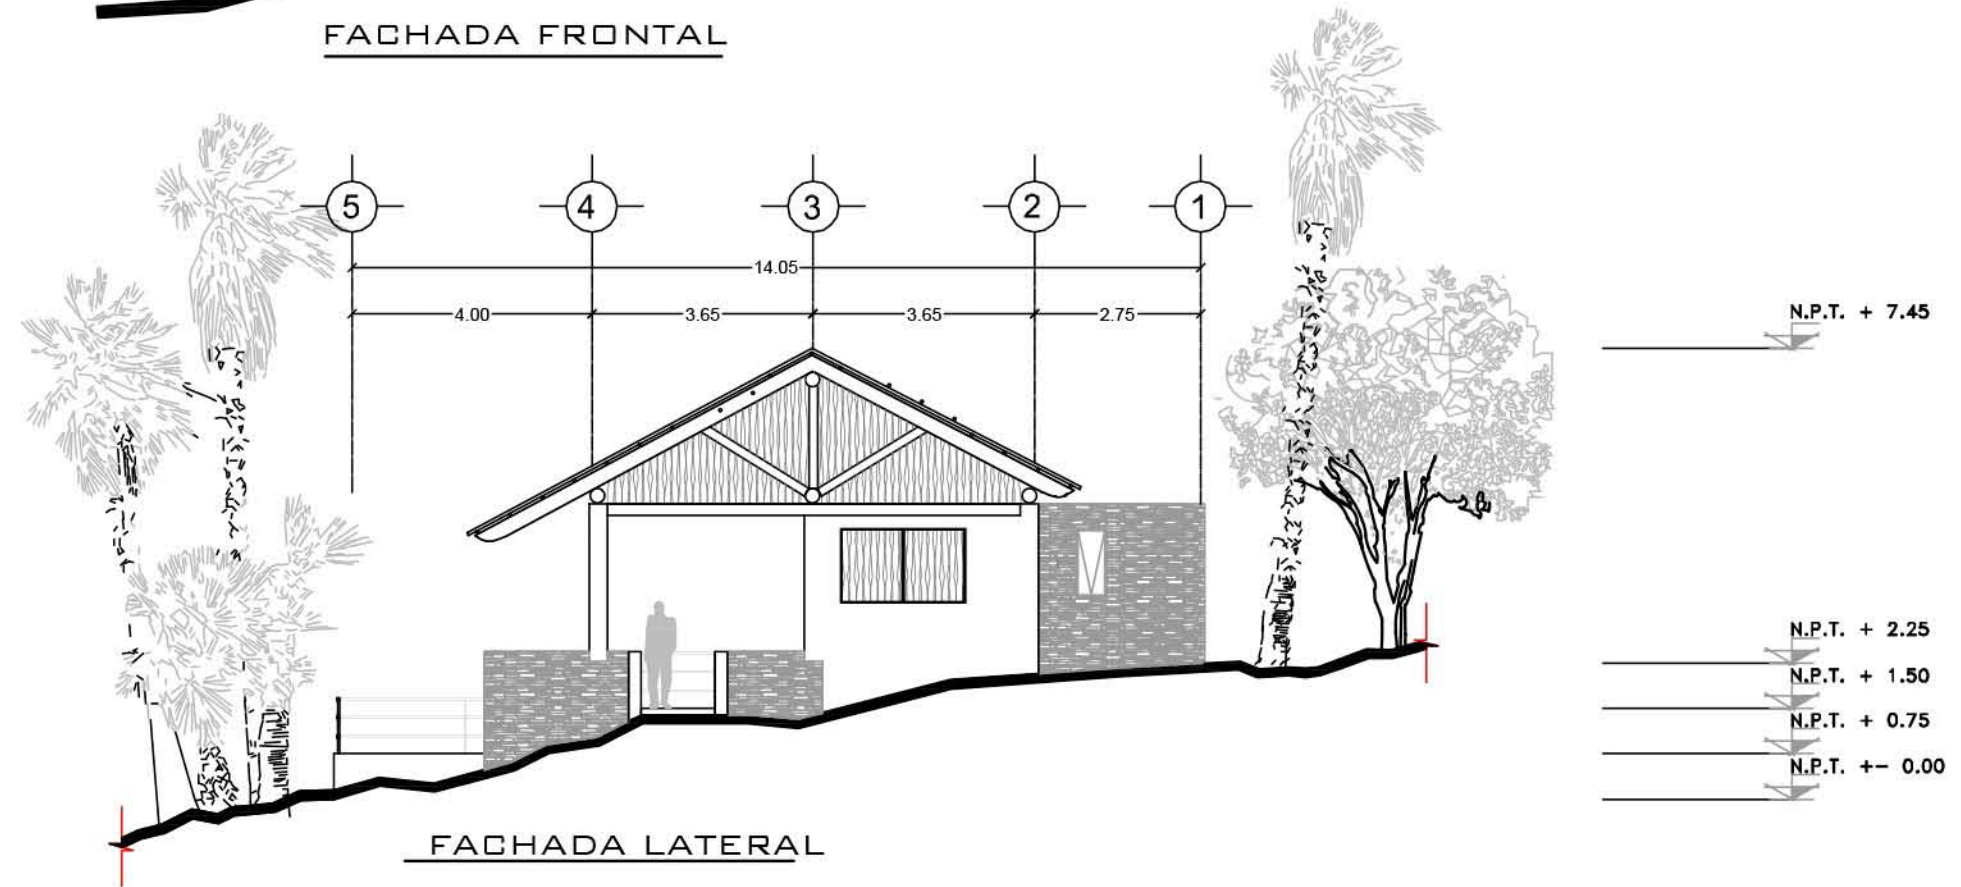 FACHADA FRONTAL
5 4 3 2 1
14.05
4.00 3.65 3.65 2.75
N.P.T. + 7.45
N.P.T. + 2.25
N.P.T. + 1.50
N.P.T. + 0.75
N.P.T. +- 0.00
FACHADA LATERAL